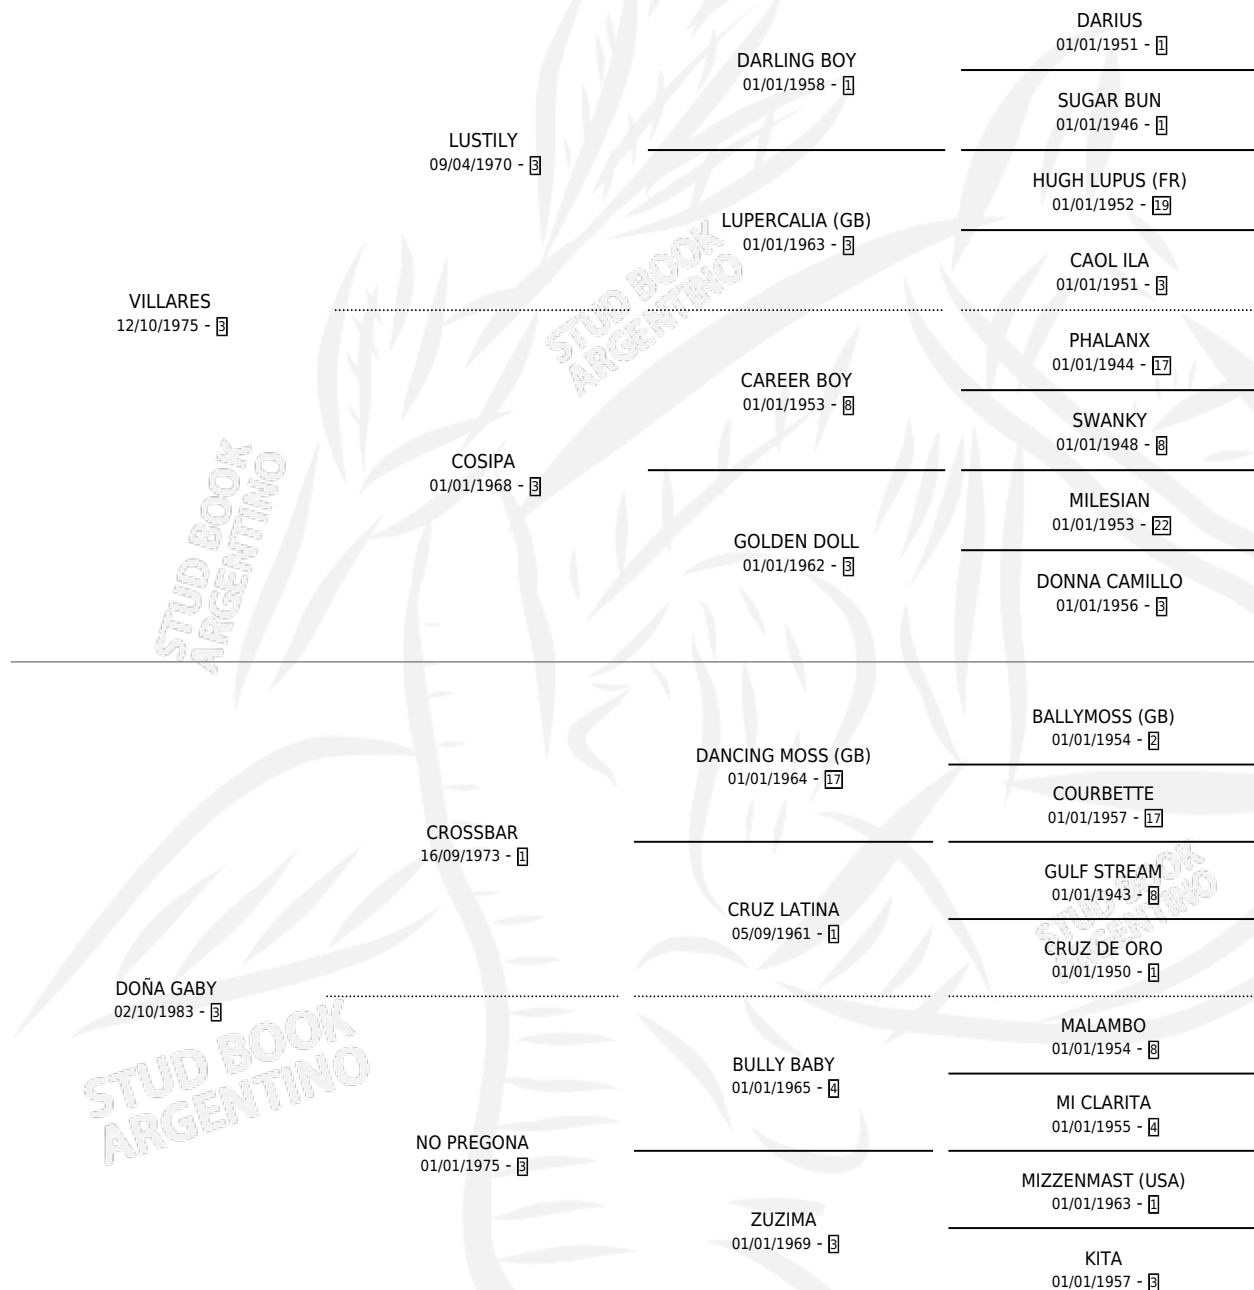 DARIUS
01/01/1951 - 1
DARLING BOY
01/01/1958 - 1
SUGAR BUN
01/01/1946 - 1
LUSTILY
09/04/1970 - 3
HUGH LUPUS (FR)
01/01/1952 - 19
LUPERCALIA (GB)
01/01/1963 - 3
CAOL ILA
01/01/1951 - 3
STUD BOOK
ARGENTINO
VILLARES
12/10/1975 - 3
PHALANX
01/01/1944 - 17
CAREER BOY
01/01/1953 - 8
SWANKY
01/01/1948 - 8
COSIPA
01/01/1968 - 3
MILESIAN
01/01/1953 - 22
GOLDEN DOLL
01/01/1962 - 3
DONNA CAMILLO
01/01/1956 - 3
STUD BOOK
ARGENTINO
BALLYMOSS (GB)
01/01/1954 - 2
DANCING MOSS (GB)
01/01/1964 - 17
COURBETTE
01/01/1957 - 17
CROSSBAR
16/09/1973 - 1
GULF STREAM
01/01/1943 - 8
CRUZ LATINA
05/09/1961 - 1
STUD BOOK
ARGENTINO
CRUZ DE ORO
01/01/1950 - 1
DOÑA GABY
02/10/1983 - 3
MALAMBO
01/01/1954 - 8
STUD BOOK
ARGENTINO
BULLY BABY
01/01/1965 - 4
MI CLARITA
01/01/1955 - 4
NO PREGONA
01/01/1975 - 3
MIZZENMAST (USA)
01/01/1963 - 1
ZUZIMA
01/01/1969 - 3
KITA
01/01/1957 - 3